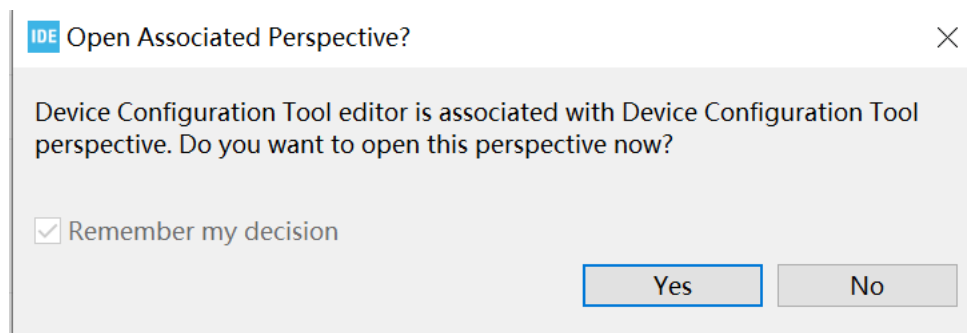 IDE Open Associated Perspective?
Device Configuration Tool editor is associated with Device Configuration Tool
perspective. Do you want to open this perspective now?
Remember my decision
Yes No